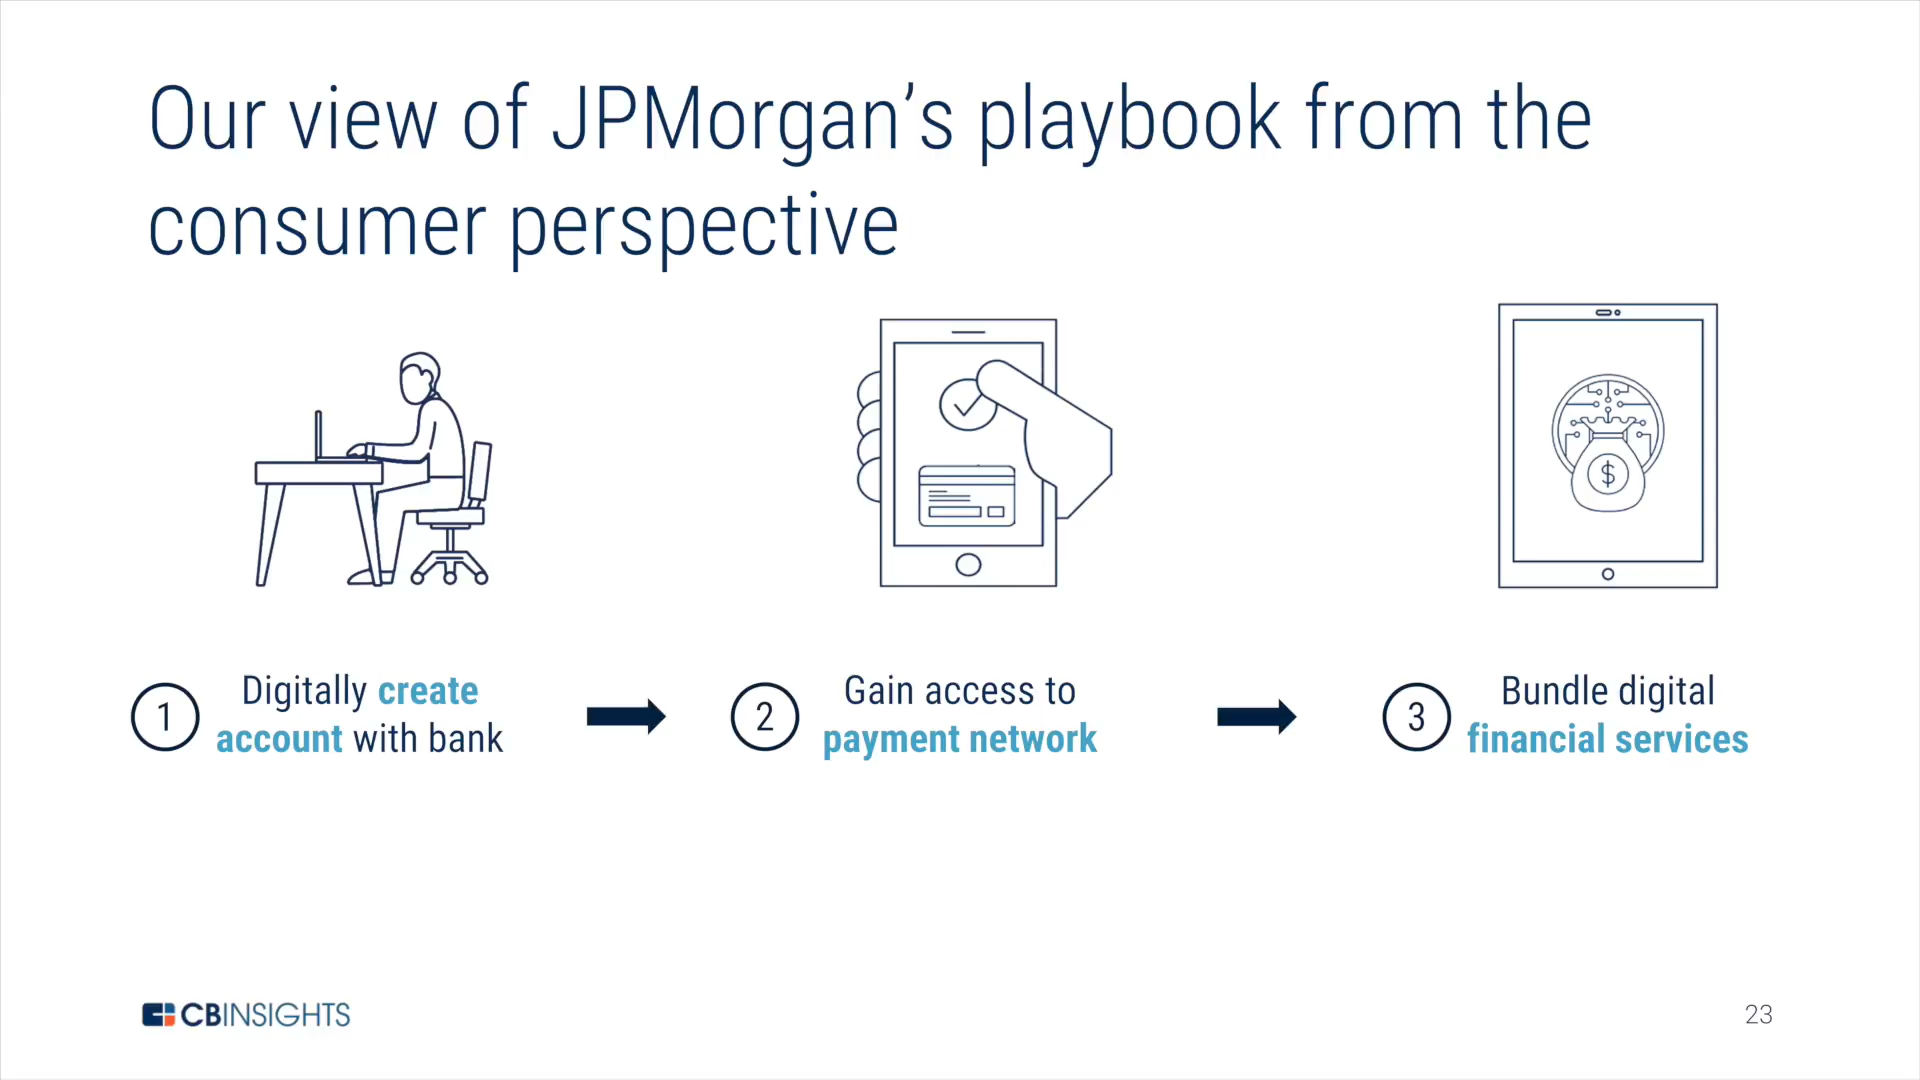 Our view of JPMorgan’s playbook from the
consumer perspective
$
1
Digitally create
account with bank
2
Gain access to
payment network
3
Bundle digital
financial services
CBINSIGHTS
23